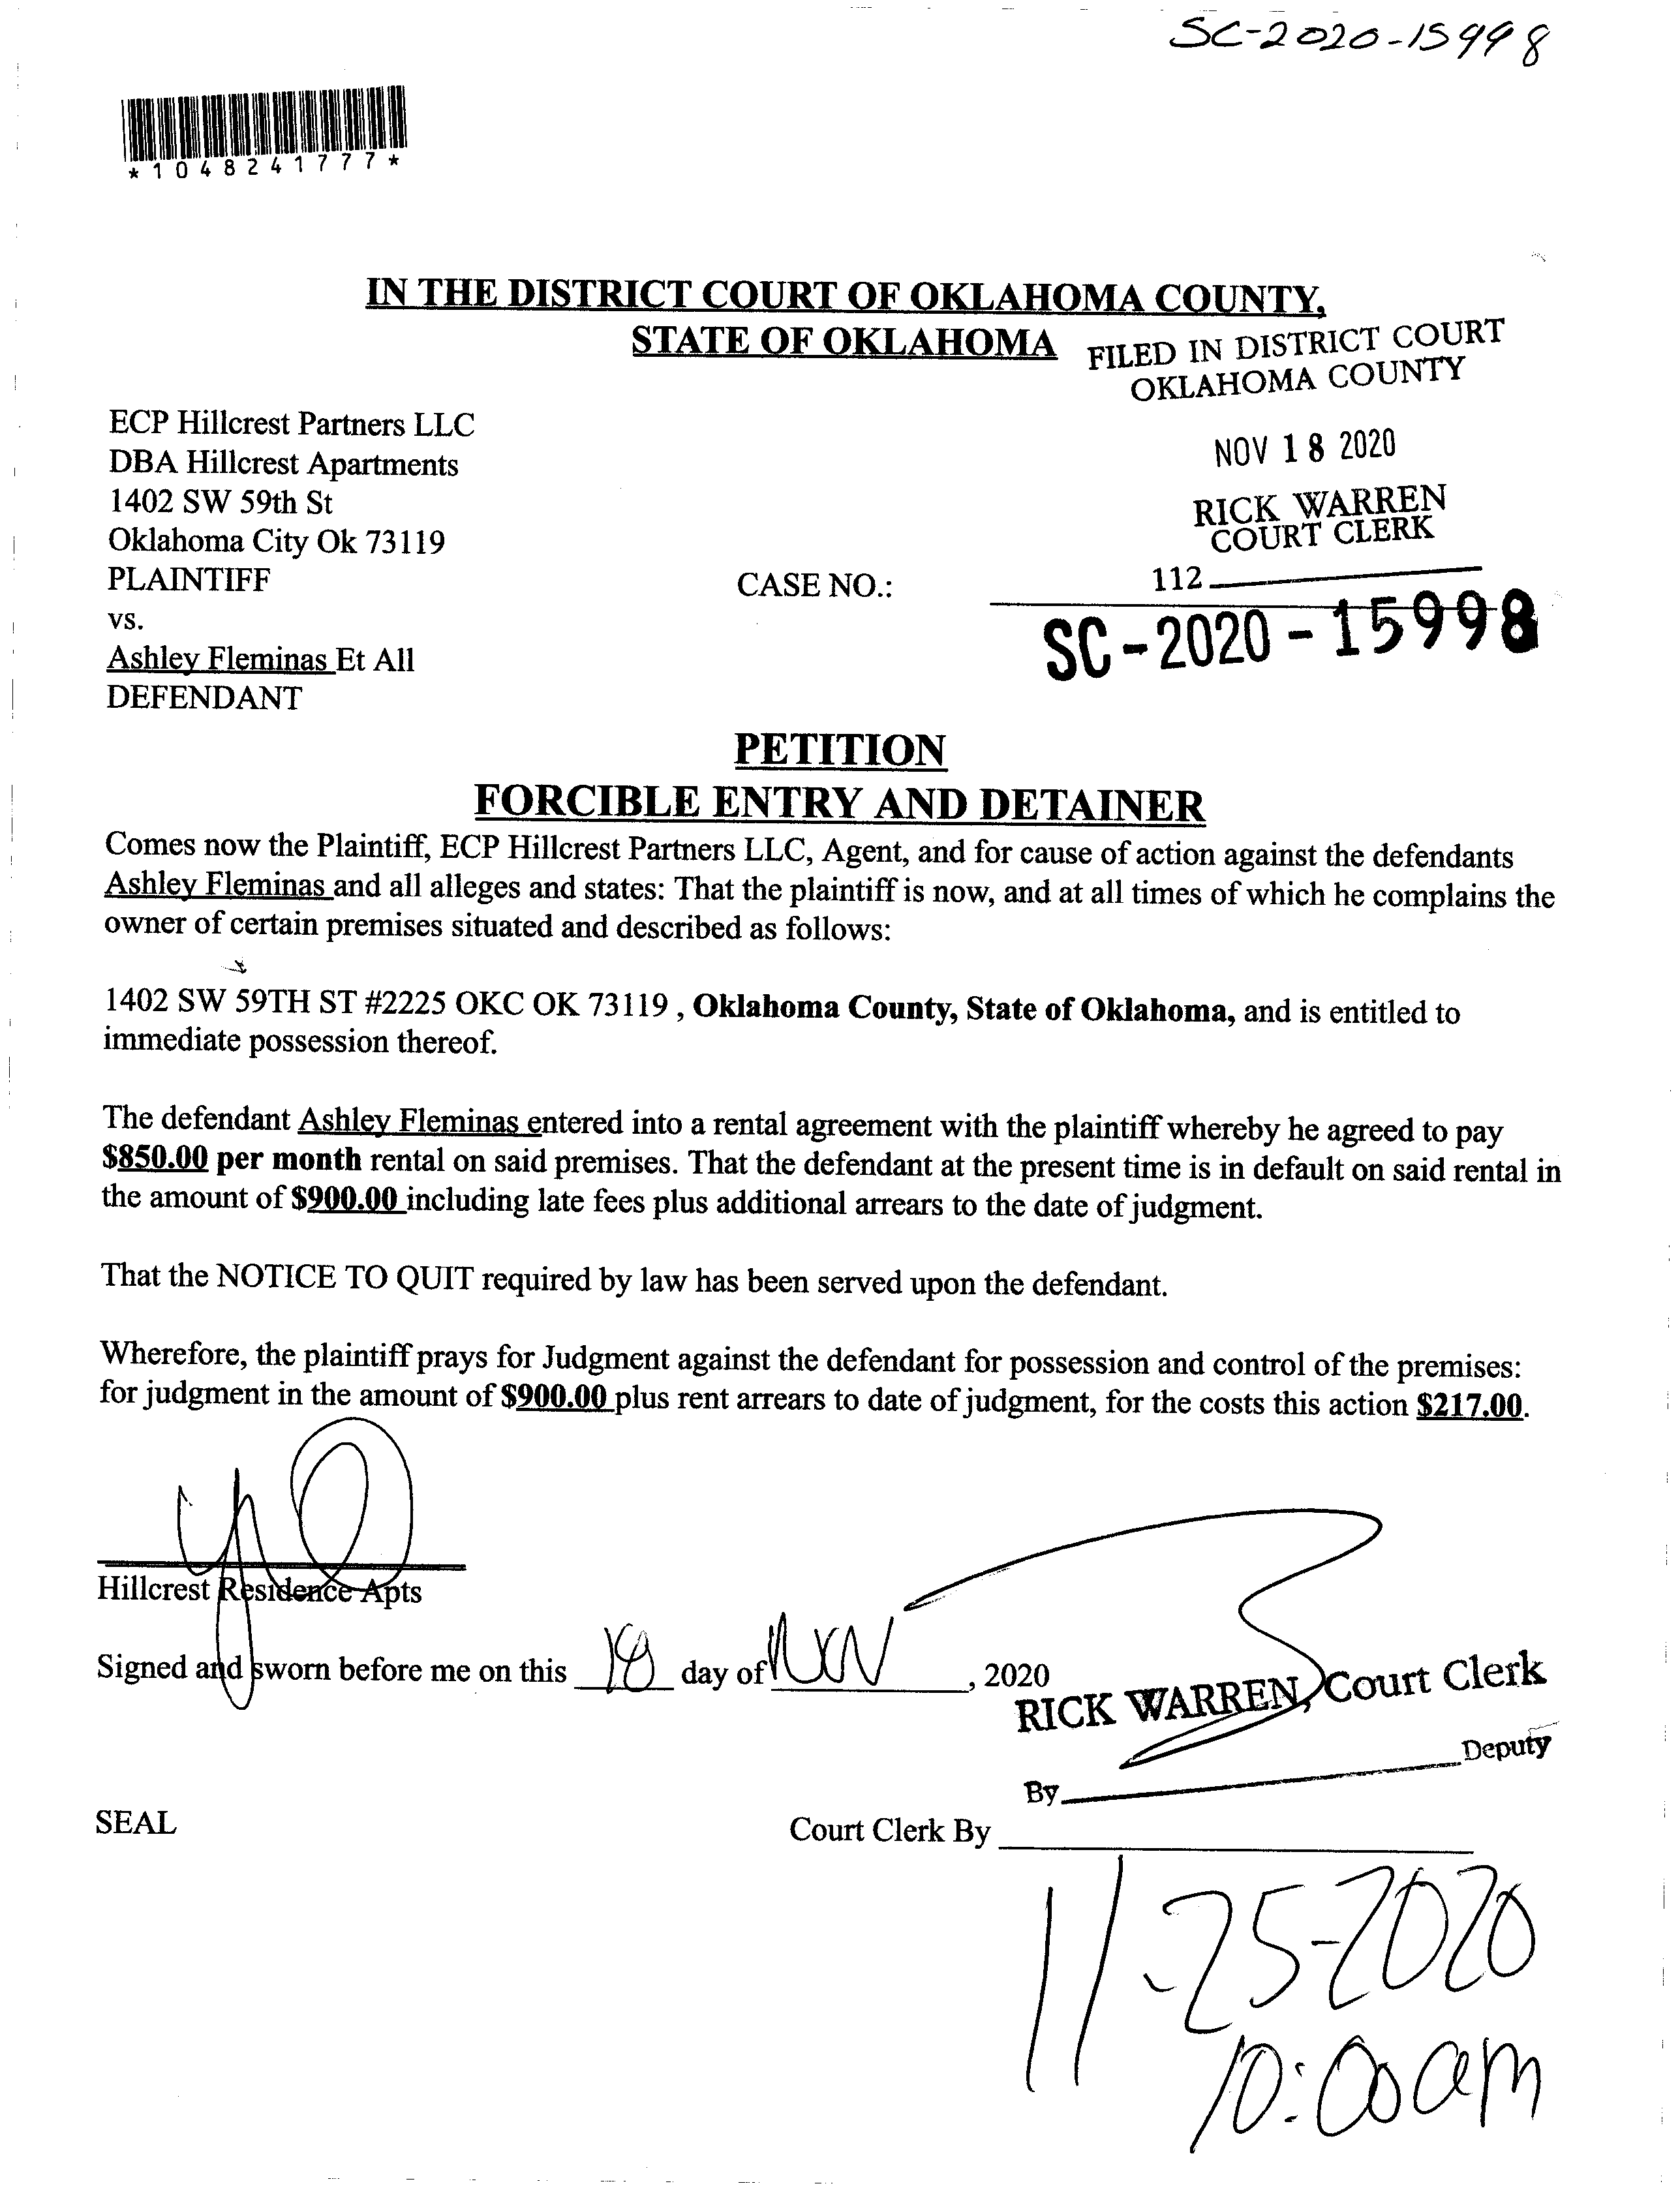 SC-2020-15998
*1048241777*
IN THE DISTRICT COURT OF OKLAHOMA COUNTY,
STATE OF OKLAHOMA
FILED IN DISTRICT COURT
OKLAHOMA COUNTY
NOV 18 2020
RICK WARREN
COURT CLERK
112
ECP Hillcrest Partners LLC
DBA Hillcrest Apartments
1402 SW 59th St
Oklahoma City Ok 73119
PLAINTIFF
CASE NO.:
SC-2020-15998
vs.
Ashley Fleminas Et All
DEFENDANT
PETITION
FORCIBLE ENTRY AND DETAINER
Comes now the Plaintiff, ECP Hillcrest Partners LLC, Agent, and for cause of action against the defendants
Ashley Fleminas and all alleges and states: That the plaintiff is now, and at all times of which he complains the
owner of certain premises situated and described as follows:
1402 SW 59TH ST #2225 OKC OK 73119 , Oklahoma County, State of Oklahoma, and is entitled to
immediate possession thereof.
The defendant Ashley Fleminas entered into a rental agreement with the plaintiff whereby he agreed to pay
$850.00 per month rental on said premises. That the defendant at the present time is in default on said rental in
the amount of $900.00 including late fees plus additional arrears to the date of judgment.
That the NOTICE TO QUIT required by law has been served upon the defendant.
Wherefore, the plaintiff prays for Judgment against the defendant for possession and control of the premises:
for judgment in the amount of $900.00 plus rent arrears to date of judgment, for the costs this action $217.00.
Hillcrest Residence Apts
Signed and sworn before me on this 18 day of Nov, 2020
RICK WARREN, Court Clerk
By Deputy
SEAL
Court Clerk By
11-25-2020
10:00am